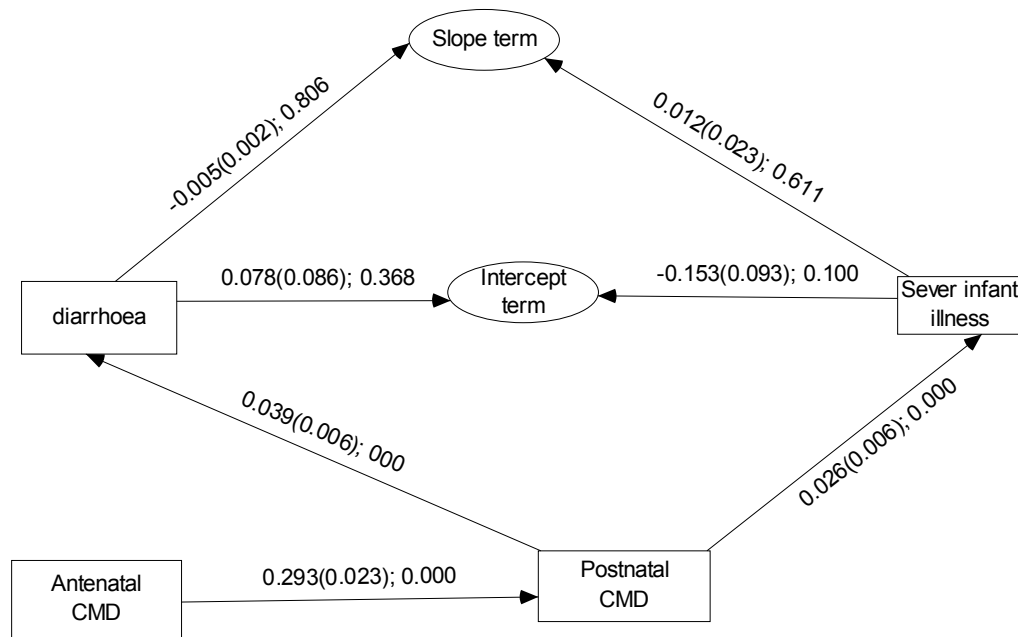 Slope term
-0.005(0.002); 0.806
0.012(0.023); 0.611
0.078(0.086); 0.368
Intercept
term
-0.153(0.093); 0.100
Sever infant
illness
diarrhoea
0.039(0.006); 000
0.026(0.006); 0.000
Antenatal
CMD
0.293(0.023); 0.000
Postnatal
CMD